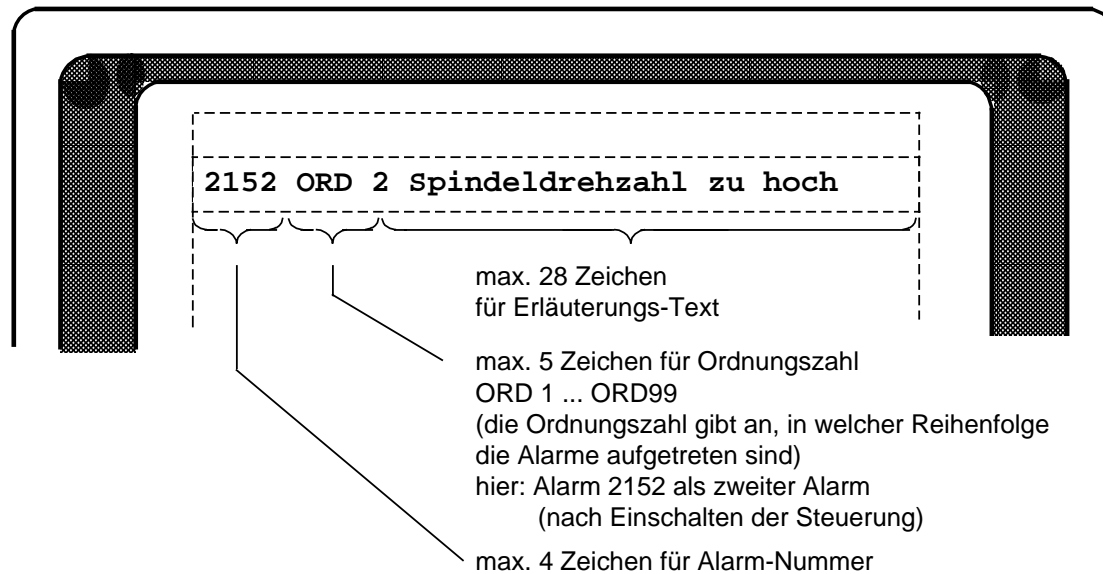 2152 ORD 2 Spindeldrehzahl zu hoch
max. 28 Zeichen
für Erläuterungs-Text
max. 5 Zeichen für Ordnungszahl
ORD 1 ... ORD99
(die Ordnungszahl gibt an, in welcher Reihenfolge
die Alarme aufgetreten sind)
hier: Alarm 2152 als zweiter Alarm
(nach Einschalten der Steuerung)
max. 4 Zeichen für Alarm-Nummer